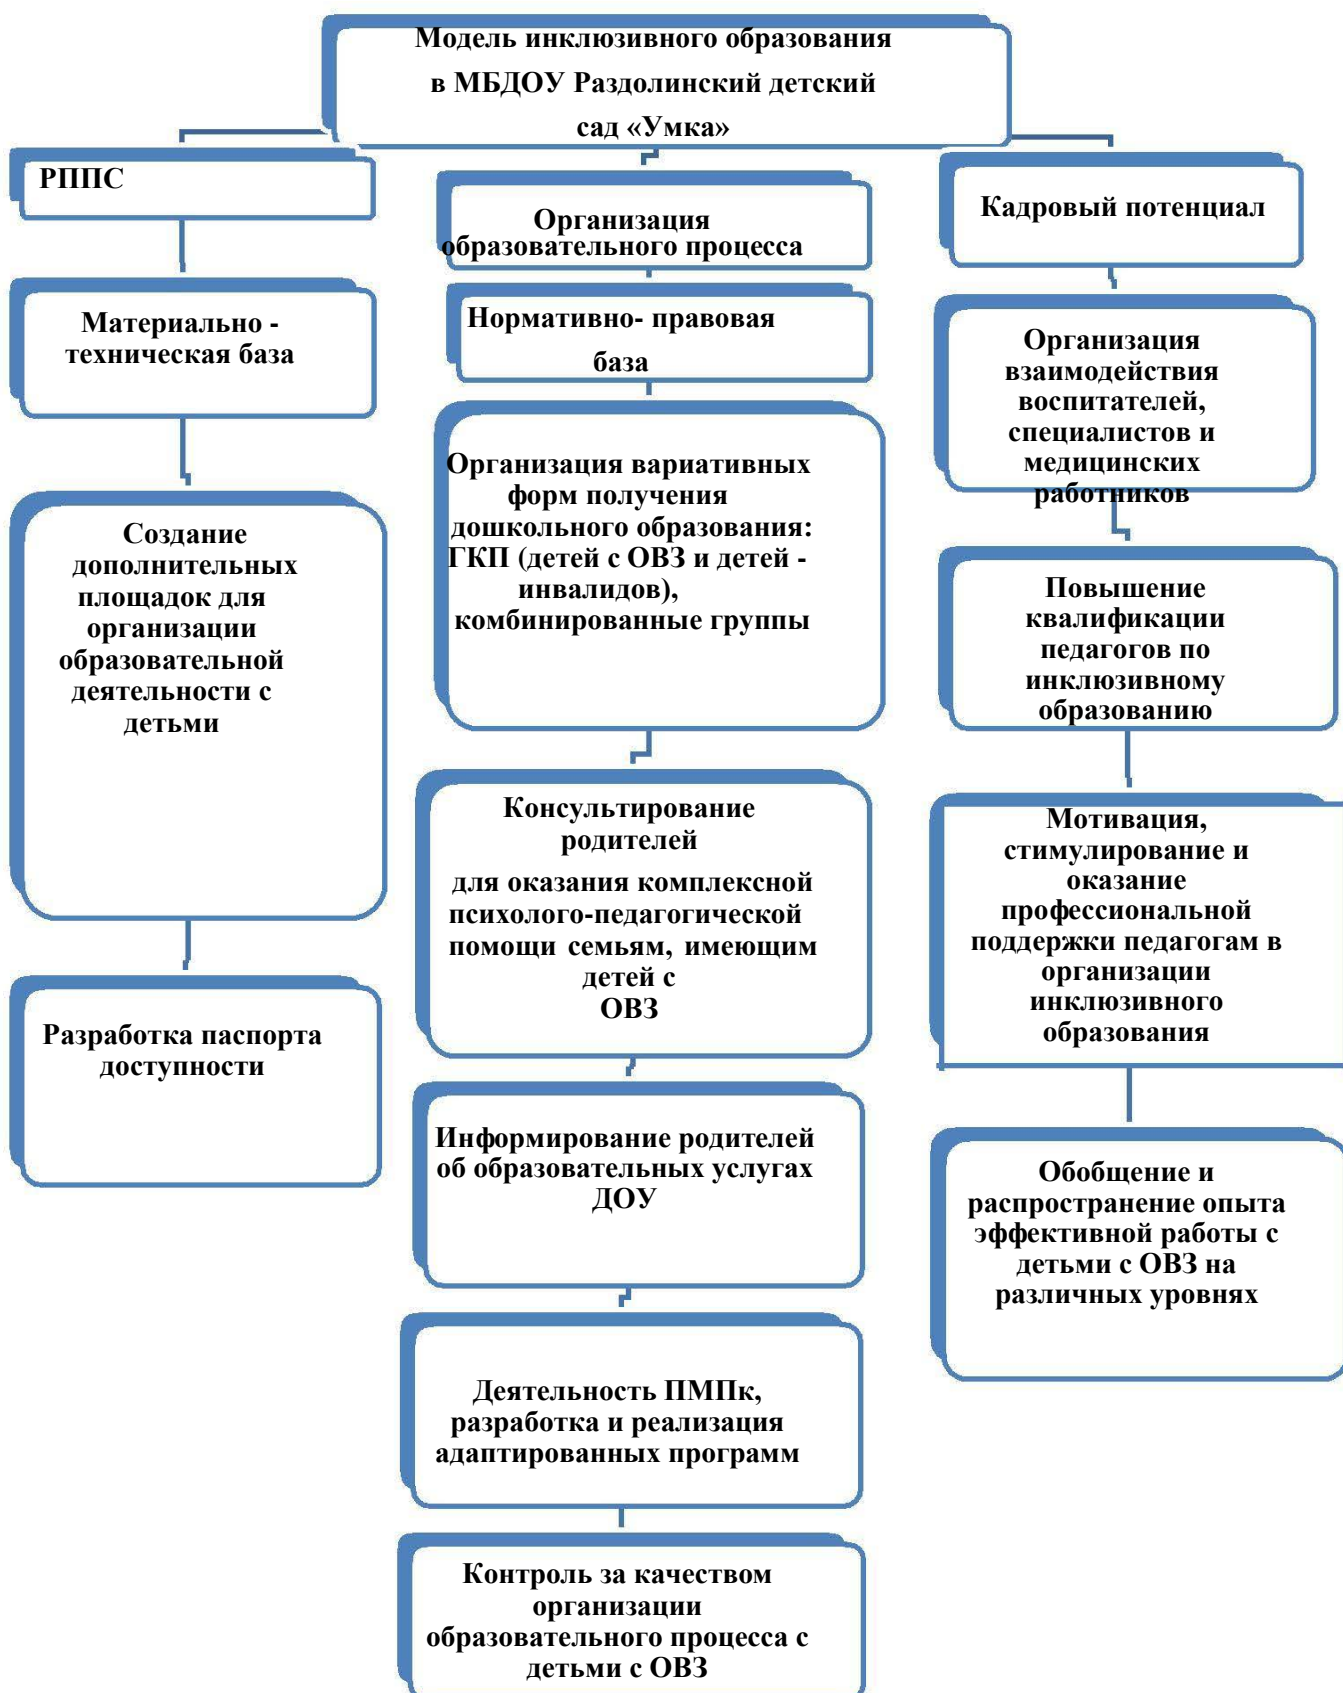 Модель инклюзивного образования
в МБДОУ Раздолинский детский
сад «Умка»
РППС
Материально -
техническая база
Создание
дополнительных
площадок для
организации
образовательной
деятельности с
детьми
Разработка паспорта
доступности
Организация
образовательного процесса
Нормативно- правовая
база
Организация вариативных
форм получения
дошкольного образования:
ГКП (детей с ОВЗ и детей -
инвалидов),
комбинированные группы
Консультирование
родителей
для оказания комплексной
психолого-педагогической
помощи семьям, имеющим
детей с
ОВЗ
Информирование родителей
об образовательных услугах
ДОУ
Деятельность ПМПк,
разработка и реализация
адаптированных программ
Контроль за качеством
организации
образовательного процесса с
детьми с ОВЗ
Кадровый потенциал
Организация
взаимодействия
воспитателей,
специалистов и
медицинских
работников
Повышение
квалификации
педагогов по
инклюзивному
образованию
Мотивация,
стимулирование и
оказание
профессиональной
поддержки педагогам в
организации
инклюзивного
образования
Обобщение и
распространение опыта
эффективной работы с
детьми с ОВЗ на
различных уровнях